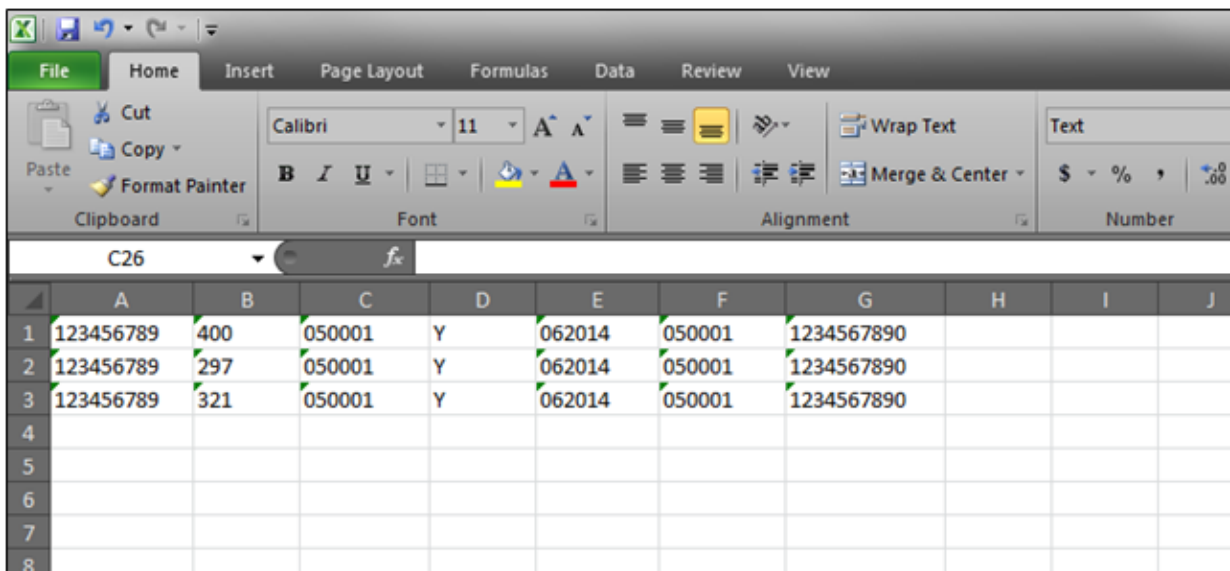 File Home Insert Page Layout Formulas Data Review View
Cut
Calibri 11 A A Wrap Text Text
Copy
Paste
Format Painter B I U A Merge & Center $ % , .00
Clipboard Font Alignment Number
C26 fx
A B C D E F G H I J
1 123456789 400 050001 Y 062014 050001 1234567890
2 123456789 297 050001 Y 062014 050001 1234567890
3 123456789 321 050001 Y 062014 050001 1234567890
4
5
6
7
8